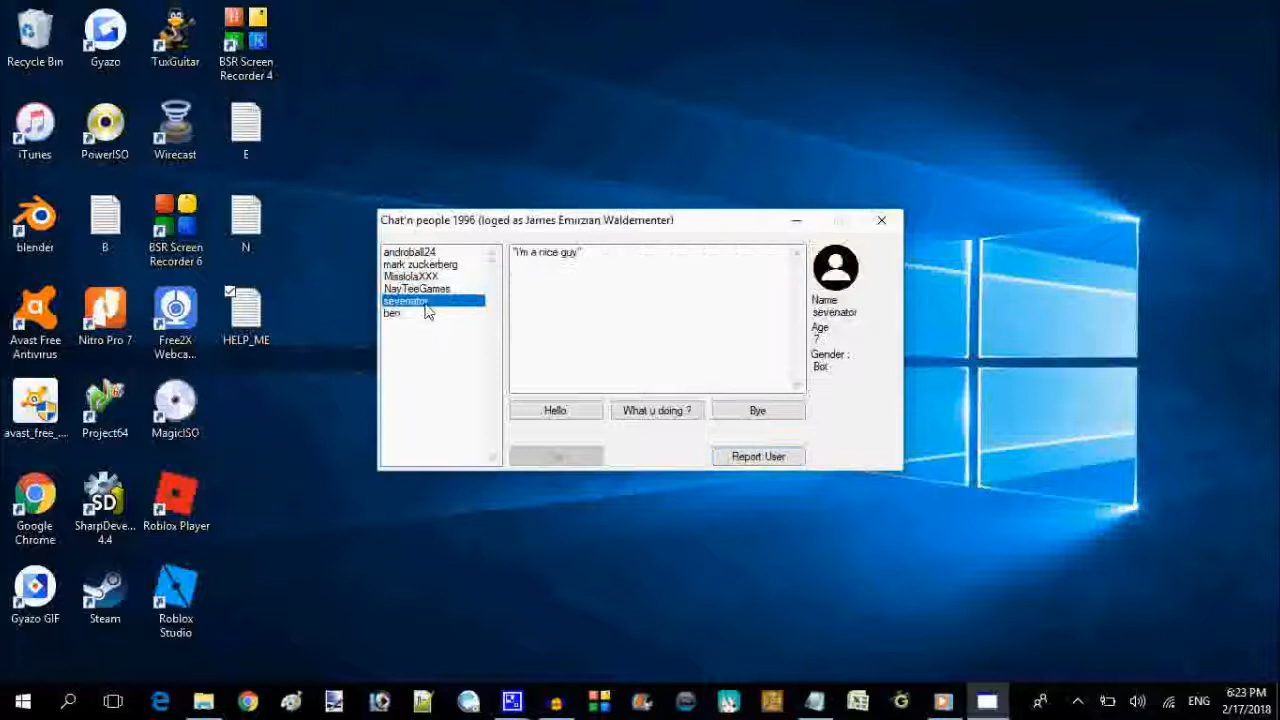 Recycle Bin
Gyazo
TuxGuitar
BSR Screen
Recorder 4
iTunes
PowerISO
Wirecast
E
blender
B
BSR Screen
Recorder 6
N
Avast Free
Antivirus
Nitro Pro 7
Free2X
Webca...
HELP_ME
avast_free_...
Project64
MagicISO
Google
Chrome
SD
SharpDeve...
4.4
Roblox Player
Gyazo GIF
Steam
Roblox
Studio
Chat'n people 1996 (loged as James Emirzian Waldementer)
androball24
mark zuckerberg
MisslolaXXX
NayTeeGames
sevenator
ben
"I'm a nice guy"
Name
sevenator
Age
?
Gender :
Bot
Hello
What u doing ?
Bye
Report User
ENG
6:23 PM
2/17/2018